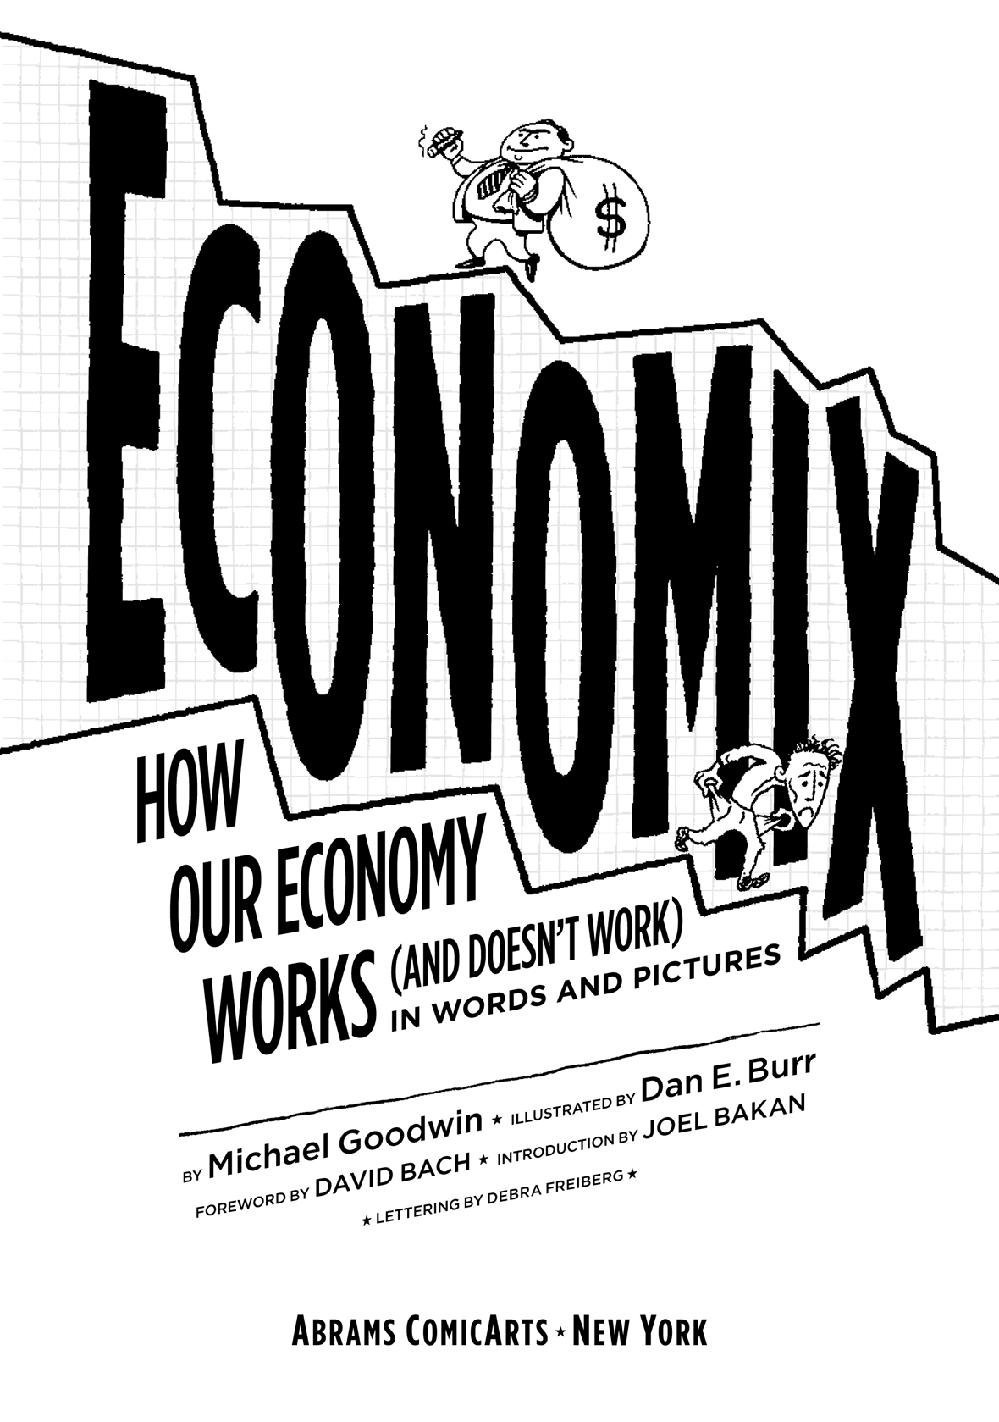 $
ECONOMIX
HOW
OUR ECONOMY
WORKS (AND DOESN'T WORK)
IN WORDS AND PICTURES
BY Michael Goodwin ★ ILLUSTRATED BY Dan E. Burr
FOREWORD BY DAVID BACH ★ INTRODUCTION BY JOEL BAKAN
★ LETTERING BY DEBRA FREIBERG ★
ABRAMS COMICARTS ★ NEW YORK